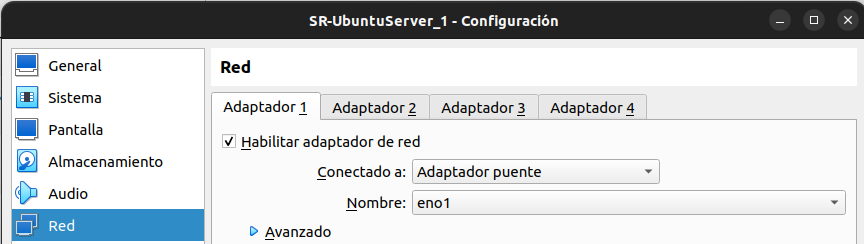 SR-UbuntuServer_1 - Configuración
General
Sistema
Pantalla
Almacenamiento
Audio
Red
Red
Adaptador 1
Adaptador 2
Adaptador 3
Adaptador 4
Habilitar adaptador de red
Conectado a: Adaptador puente
Nombre: eno1
Avanzado